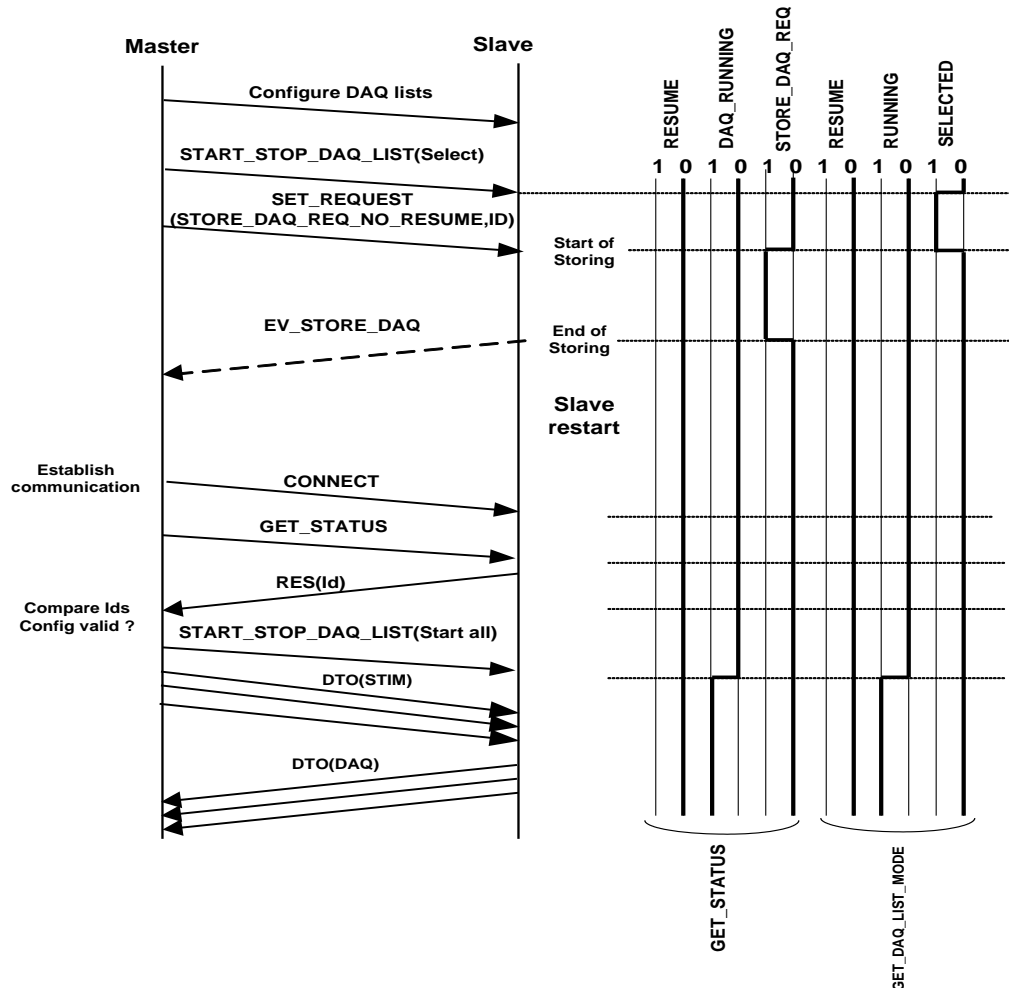 Master
Slave
RESUME
DAQ_RUNNING
STORE_DAQ_REQ
RESUME
RUNNING
SELECTED
1 0 1 0 1 0 1 0 1 0 1 0
Configure DAQ lists
START_STOP_DAQ_LIST(Select)
SET_REQUEST
(STORE_DAQ_REQ_NO_RESUME,ID)
Start of
Storing
EV_STORE_DAQ
End of
Storing
Slave
restart
Establish
communication
CONNECT
GET_STATUS
RES(Id)
Compare Ids
Config valid ?
START_STOP_DAQ_LIST(Start all)
DTO(STIM)
DTO(DAQ)
GET_STATUS
GET_DAQ_LIST_MODE